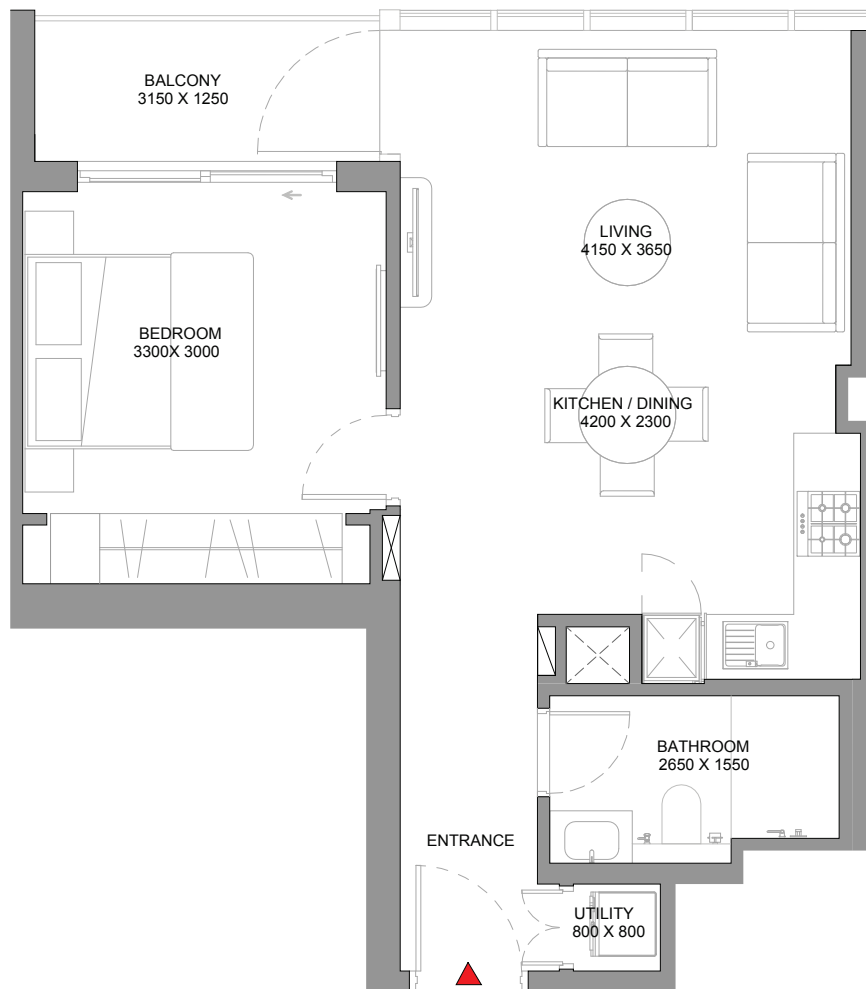 BALCONY
3150 X 1250
LIVING
4150 X 3650
BEDROOM
3300X 3000
KITCHEN / DINING
4200 X 2300
BATHROOM
2650 X 1550
ENTRANCE
UTILITY
800 X 800